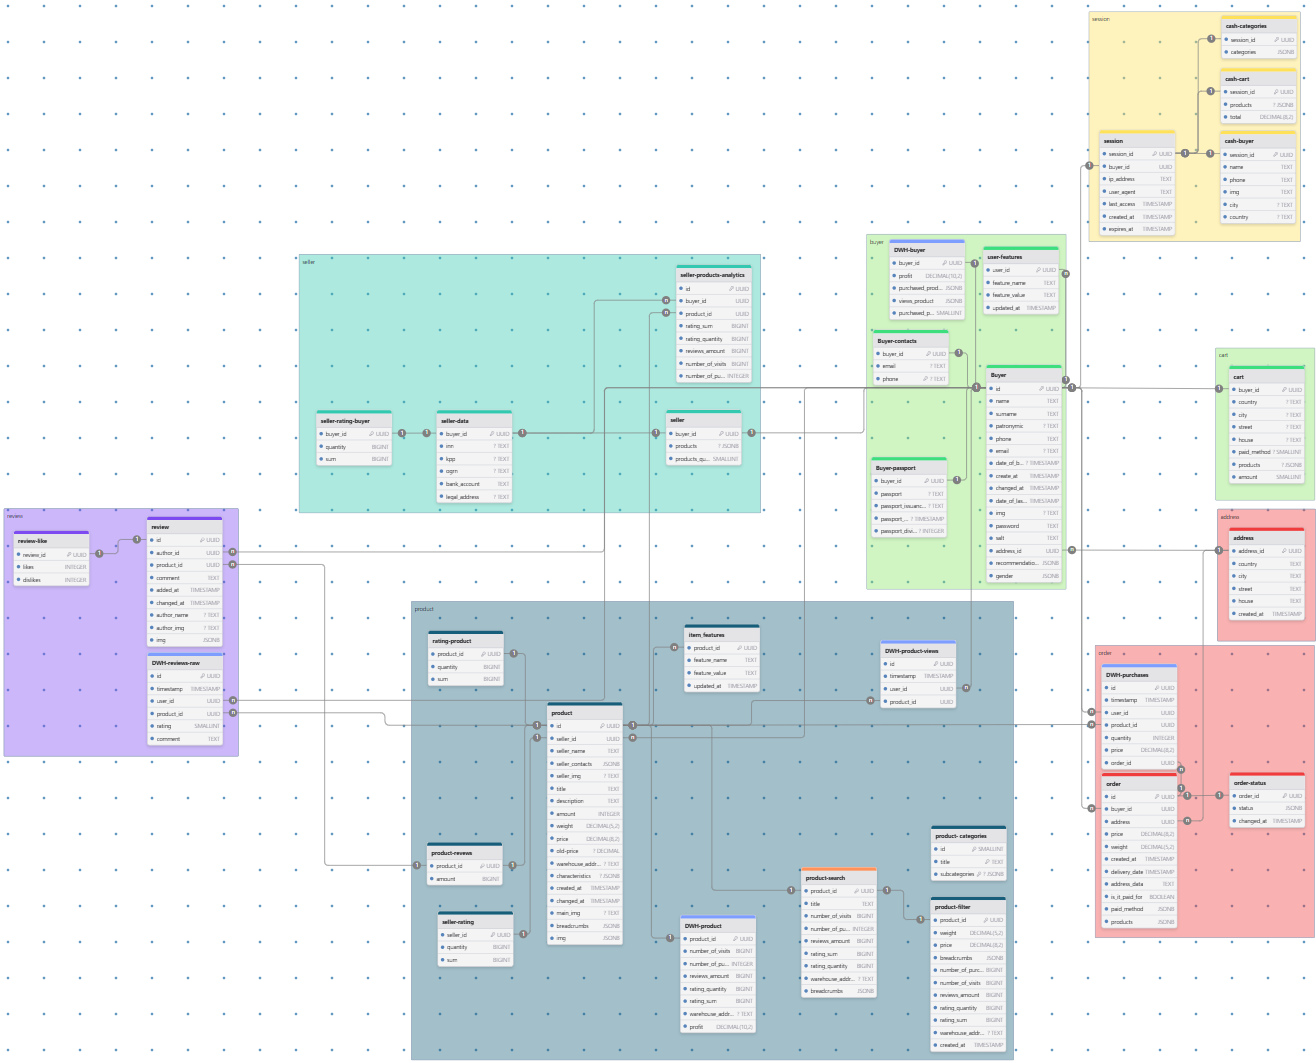 session
cash-categories
session_id UUID
categories JSONB
cash-cart
session_id UUID
products ? JSONB
total DECIMAL(8,2)
session
session_id UUID
buyer_id UUID
ip_address TEXT
user_agent TEXT
last_access TIMESTAMP
created_at TIMESTAMP
expires_at TIMESTAMP
cash-buyer
session_id UUID
name TEXT
phone TEXT
img TEXT
city ? TEXT
country ? TEXT
buyer
DWH-buyer
buyer_id UUID
profit DECIMAL(10,2)
purchased_prod... JSONB
views_product JSONB
purchased_p... SMALLINT
user-features
user_id UUID
feature_name TEXT
feature_value TEXT
updated_at TIMESTAMP
Buyer-contacts
buyer_id UUID
email ? TEXT
phone ? TEXT
Buyer
id UUID
name TEXT
surname TEXT
patronymic TEXT
phone TEXT
email ? TEXT
date_of_b... ? TIMESTAMP
create_at TIMESTAMP
changed_at TIMESTAMP
date_of_las... TIMESTAMP
img ? TEXT
password TEXT
salt TEXT
address_id UUID
recommendatio... JSONB
gender JSONB
Buyer-passport
buyer_id UUID
passport ? TEXT
passport_issuanc... ? TEXT
passport_... ? TIMESTAMP
passport_divi... ? INTEGER
seller
seller-products-analytics
id UUID
buyer_id UUID
product_id UUID
rating_sum BIGINT
rating_quantity BIGINT
reviews_amount BIGINT
number_of_visits BIGINT
number_of_pu... INTEGER
seller-rating-buyer
buyer_id UUID
quantity BIGINT
sum BIGINT
seller-data
buyer_id UUID
inn ? TEXT
kpp ? TEXT
ogrn ? TEXT
bank_account TEXT
legal_address ? TEXT
seller
buyer_id UUID
products ? JSONB
products_qu... SMALLINT
cart
cart
buyer_id UUID
country ? TEXT
city ? TEXT
street ? TEXT
house ? TEXT
paid_method ? SMALLINT
products ? JSONB
amount SMALLINT
review
review-like
review_id UUID
likes INTEGER
dislikes INTEGER
review
id UUID
author_id UUID
product_id UUID
comment TEXT
added_at TIMESTAMP
changed_at TIMESTAMP
author_name ? TEXT
author_img ? TEXT
img JSONB
DWH-reviews-raw
id UUID
timestamp TIMESTAMP
user_id UUID
product_id UUID
rating SMALLINT
comment TEXT
address
address
address_id UUID
country TEXT
city TEXT
street TEXT
house TEXT
created_at TIMESTAMP
product
rating-product
product_id UUID
quantity BIGINT
sum BIGINT
item_features
product_id UUID
feature_name TEXT
feature_value TEXT
updated_at TIMESTAMP
DWH-product-views
id UUID
timestamp TIMESTAMP
user_id UUID
product_id UUID
product
id UUID
seller_id UUID
seller_name TEXT
seller_contacts JSONB
seller_img ? TEXT
title TEXT
description TEXT
amount INTEGER
weight DECIMAL(5,2)
price DECIMAL(8,2)
old-price ? DECIMAL
warehouse_addr... ? TEXT
characteristics ? JSONB
created_at TIMESTAMP
changed_at TIMESTAMP
main_img ? TEXT
breadcrumbs JSONB
img JSONB
product-revews
product_id UUID
amount BIGINT
seller-rating
seller_id UUID
quantity BIGINT
sum BIGINT
DWH-product
product_id UUID
number_of_visits BIGINT
number_of_pu... INTEGER
reviews_amount BIGINT
rating_quantity BIGINT
rating_sum BIGINT
warehouse_addr... ? TEXT
profit DECIMAL(10,2)
product-search
product_id UUID
title TEXT
number_of_visits BIGINT
number_of_pu... INTEGER
reviews_amount BIGINT
rating_sum BIGINT
rating_quantity BIGINT
warehouse_addr... ? TEXT
breadcrumbs JSONB
product- categories
id SMALLINT
title TEXT
subcategories ? JSONB
product-filter
product_id UUID
weight DECIMAL(5,2)
price DECIMAL(8,2)
breadcrumbs JSONB
number_of_purc... BIGINT
number_of_visits BIGINT
reviews_amount BIGINT
rating_quantity BIGINT
rating_sum BIGINT
warehouse_addr... ? TEXT
created_at TIMESTAMP
order
DWH-purchases
id UUID
timestamp TIMESTAMP
user_id UUID
product_id UUID
quantity INTEGER
price DECIMAL(8,2)
order_id UUID
order
id UUID
buyer_id UUID
address UUID
price DECIMAL(8,2)
weight DECIMAL(5,2)
created_at TIMESTAMP
delivery_date TIMESTAMP
address_data TEXT
is_it_paid_for BOOLEAN
paid_method JSONB
products JSONB
order-status
order_id UUID
status JSONB
changed_at TIMESTAMP